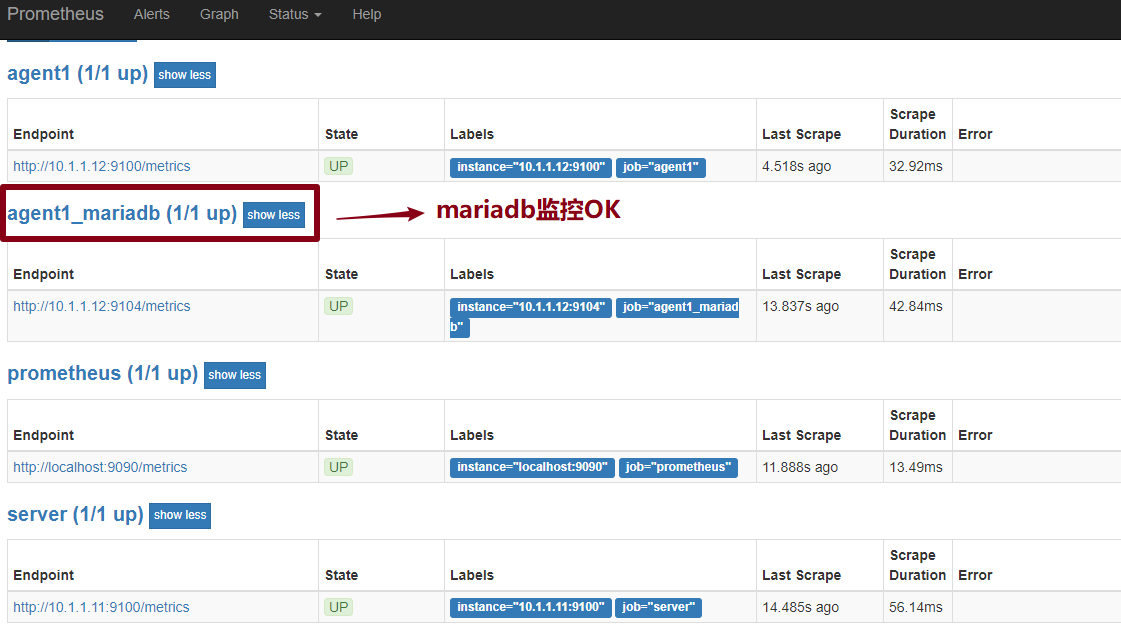 Prometheus Alerts Graph Status Help
agent1 (1/1 up) show less
Endpoint State Labels Last Scrape Scrape Duration Error
http://10.1.1.12:9100/metrics UP instance="10.1.1.12:9100" job="agent1" 4.518s ago 32.92ms
agent1_mariadb (1/1 up) show less mariadb监控OK
Endpoint State Labels Last Scrape Scrape Duration Error
http://10.1.1.12:9104/metrics UP instance="10.1.1.12:9104" job="agent1_mariadb" 13.837s ago 42.84ms
prometheus (1/1 up) show less
Endpoint State Labels Last Scrape Scrape Duration Error
http://localhost:9090/metrics UP instance="localhost:9090" job="prometheus" 11.888s ago 13.49ms
server (1/1 up) show less
Endpoint State Labels Last Scrape Scrape Duration Error
http://10.1.1.11:9100/metrics UP instance="10.1.1.11:9100" job="server" 14.485s ago 56.14ms